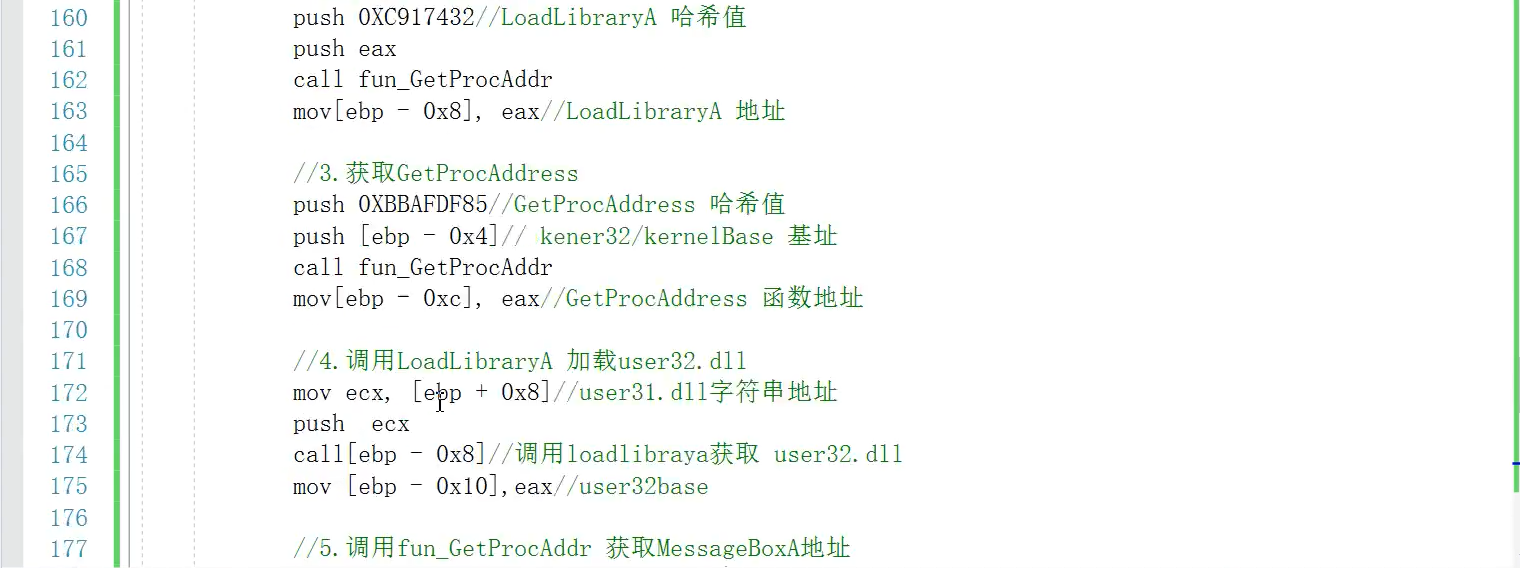 160 push 0XC917432//LoadLibraryA 哈希值
161 push eax
162 call fun_GetProcAddr
163 mov[ebp - 0x8], eax//LoadLibraryA 地址
164
165 //3.获取GetProcAddress
166 push 0XBBAFDF85//GetProcAddress 哈希值
167 push [ebp - 0x4]// kener32/kernelBase 基址
168 call fun_GetProcAddr
169 mov[ebp - 0xc], eax//GetProcAddress 函数地址
170
171 //4.调用LoadLibraryA 加载user32.dll
172 mov ecx, [ebp + 0x8]//user31.dll字符串地址
173 push  ecx
174 call[ebp - 0x8]//调用loadlibraya获取 user32.dll
175 mov [ebp - 0x10],eax//user32base
176
177 //5.调用fun_GetProcAddr 获取MessageBoxA地址